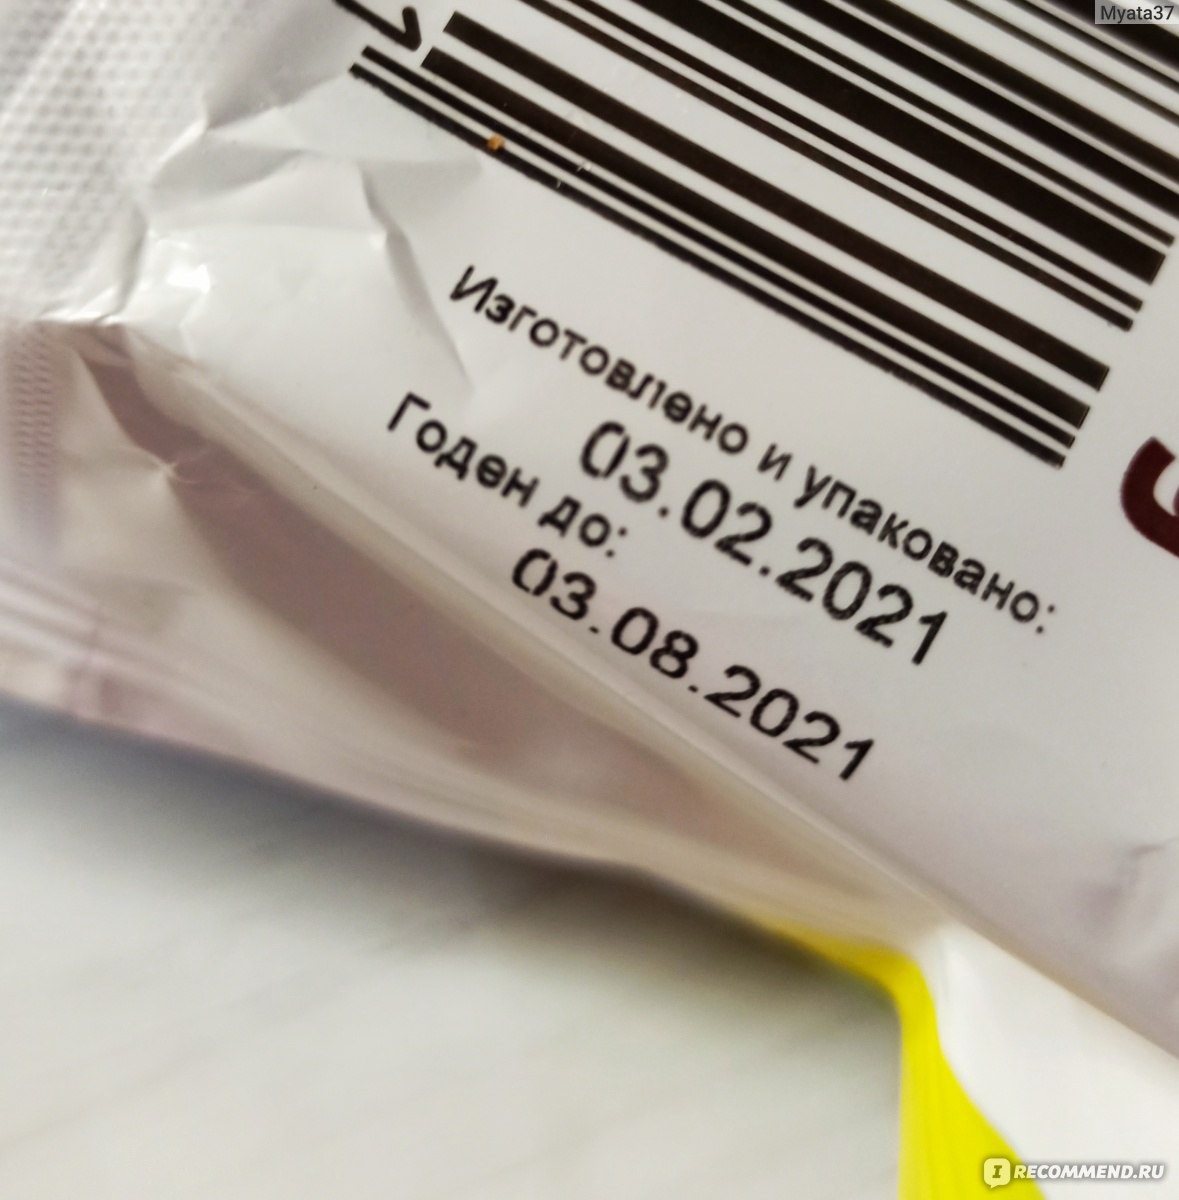 Myata37
Изготовлено и упаковано:
03.02.2021
Годен до:
03.08.2021
IRECOMMEND.RU